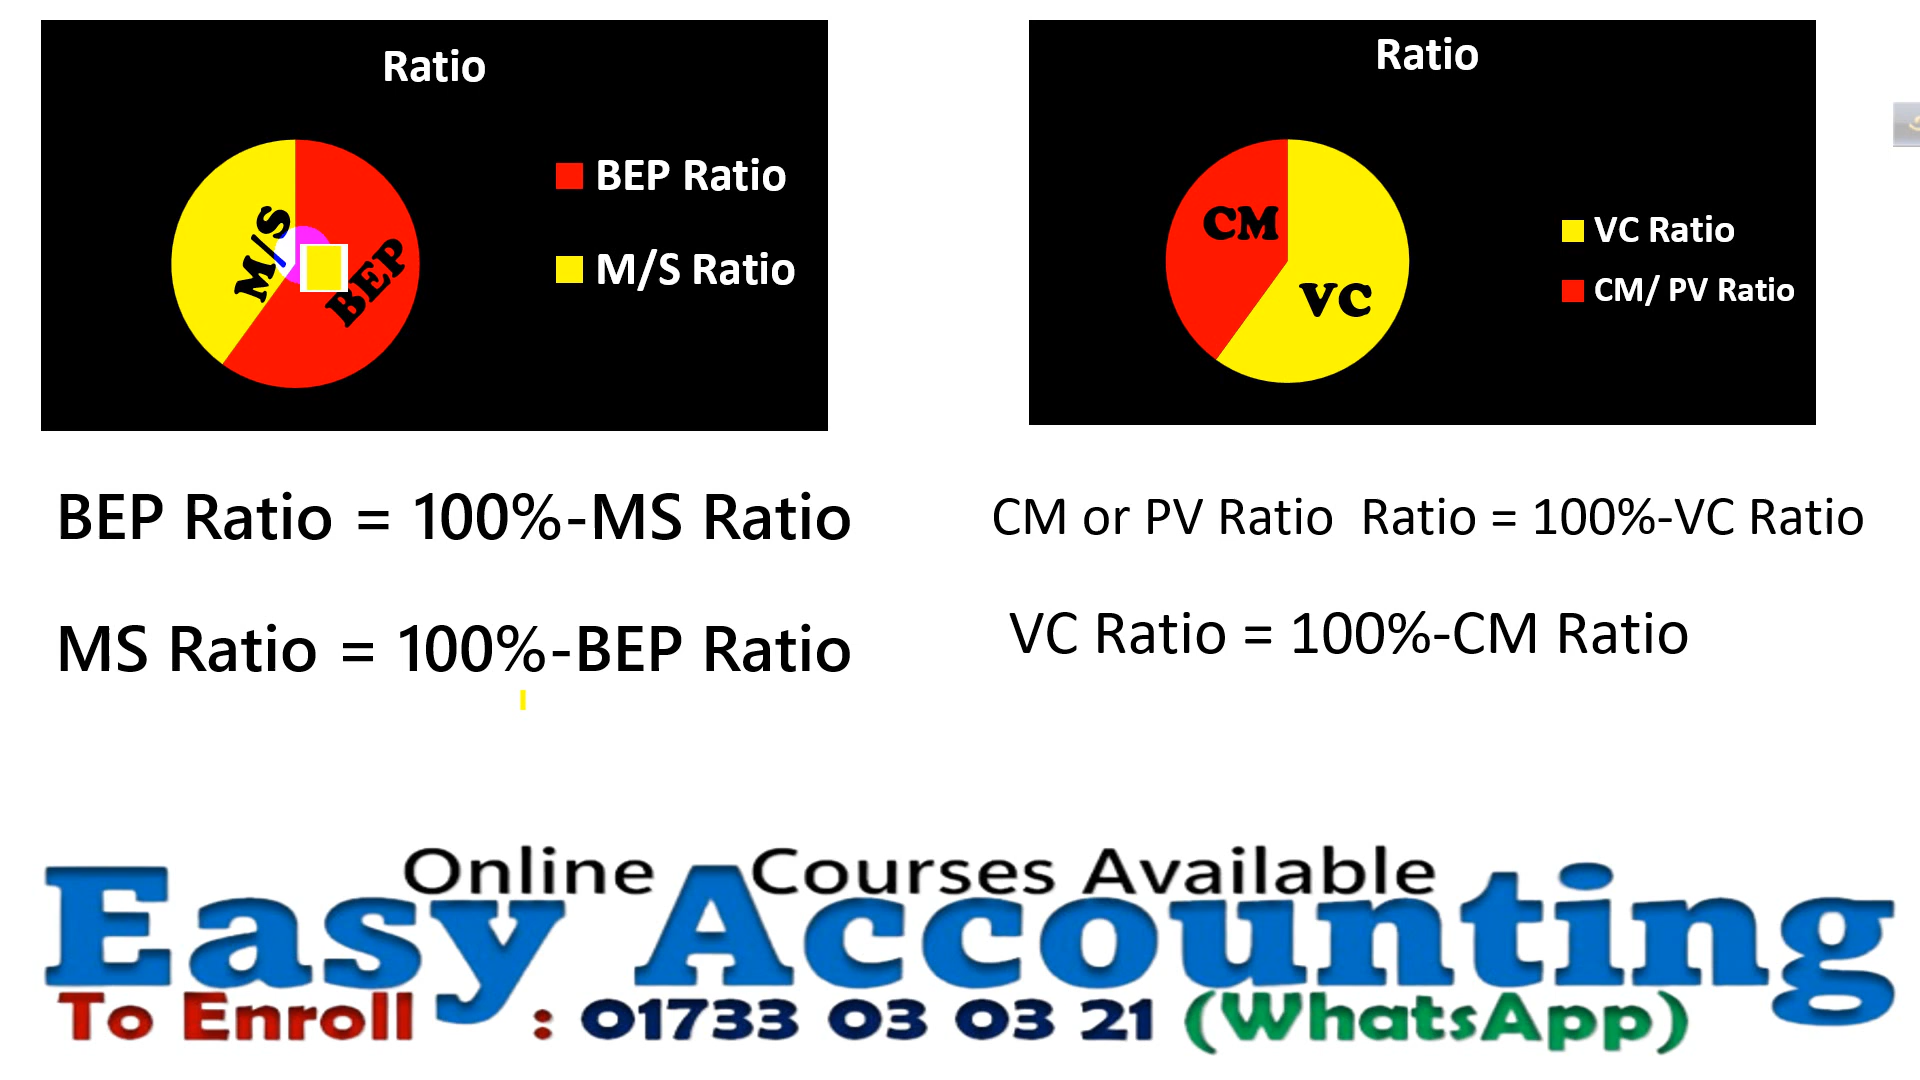 Ratio
M/S
BEP
BEP Ratio
M/S Ratio
Ratio
CM
VC
VC Ratio
CM/ PV Ratio
BEP Ratio = 100%-MS Ratio
MS Ratio = 100%-BEP Ratio
CM or PV Ratio  Ratio = 100%-VC Ratio
VC Ratio = 100%-CM Ratio
Online Courses Available
Easy Accounting
To Enroll : 01733 03 03 21 (WhatsApp)